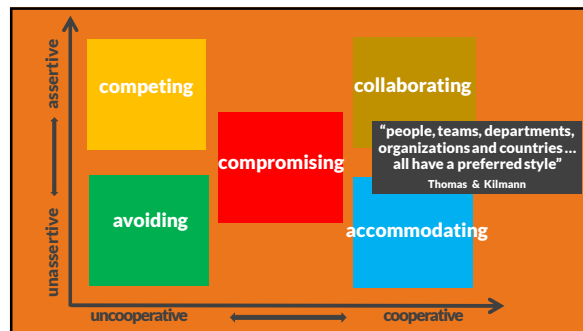 assertive
unassertive
competing
collaborating
compromising
avoiding
accommodating
“people, teams, departments,
organizations and countries ...
all have a preferred style”
Thomas & Kilmann
uncooperative
cooperative